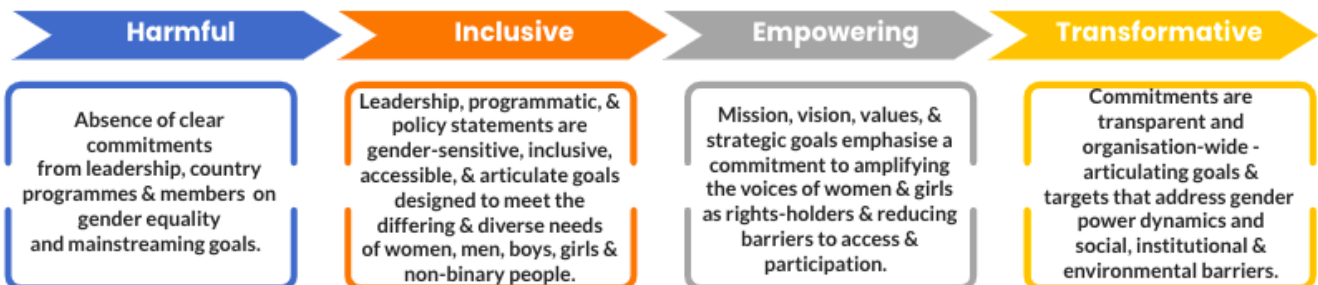 Harmful
Inclusive
Empowering
Transformative
Absence of clear
commitments
from leadership, country
programmes & members on
gender equality
and mainstreaming goals.
Leadership, programmatic, &
policy statements are
gender-sensitive, inclusive,
accessible, & articulate goals
designed to meet the
differing & diverse needs
of women, men, boys, girls &
non-binary people.
Mission, vision, values, &
strategic goals emphasise a
commitment to amplifying
the voices of women & girls
as rights-holders & reducing
barriers to access &
participation.
Commitments are
transparent and
organisation-wide -
articulating goals &
targets that address gender
power dynamics and
social, institutional &
environmental barriers.